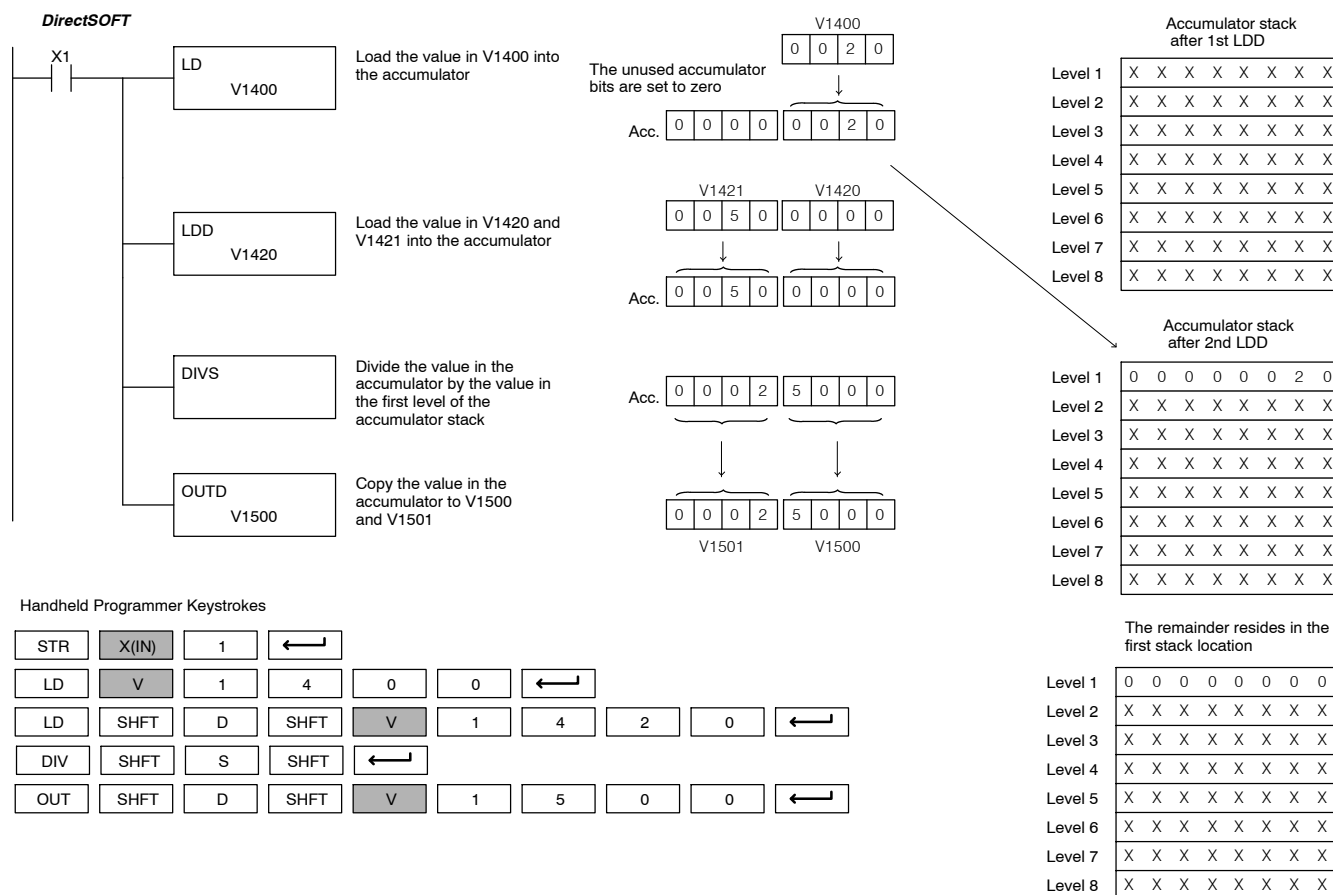 DirectSOFT
X1
LD
V1400
Load the value in V1400 into
the accumulator
The unused accumulator
bits are set to zero
V1400
0 0 2 0
Acc. 0 0 0 0 0 0 2 0
LDD
V1420
Load the value in V1420 and
V1421 into the accumulator
V1421 V1420
0 0 5 0 0 0 0 0
Acc. 0 0 5 0 0 0 0 0
DIVS
Divide the value in the
accumulator by the value in
the first level of the
accumulator stack
Acc. 0 0 0 2 5 0 0 0
OUTD
V1500
Copy the value in the
accumulator to V1500
and V1501
0 0 0 2 5 0 0 0
V1501 V1500
Accumulator stack
after 1st LDD
Level 1 X X X X X X X X
Level 2 X X X X X X X X
Level 3 X X X X X X X X
Level 4 X X X X X X X X
Level 5 X X X X X X X X
Level 6 X X X X X X X X
Level 7 X X X X X X X X
Level 8 X X X X X X X X
Accumulator stack
after 2nd LDD
Level 1 0 0 0 0 0 0 2 0
Level 2 X X X X X X X X
Level 3 X X X X X X X X
Level 4 X X X X X X X X
Level 5 X X X X X X X X
Level 6 X X X X X X X X
Level 7 X X X X X X X X
Level 8 X X X X X X X X
The remainder resides in the
first stack location
Level 1 0 0 0 0 0 0 0 0
Level 2 X X X X X X X X
Level 3 X X X X X X X X
Level 4 X X X X X X X X
Level 5 X X X X X X X X
Level 6 X X X X X X X X
Level 7 X X X X X X X X
Level 8 X X X X X X X X
Handheld Programmer Keystrokes
STR X(IN) 1
LD V 1 4 0 0
LD SHFT D SHFT V 1 4 2 0
DIV SHFT S SHFT
OUT SHFT D SHFT V 1 5 0 0